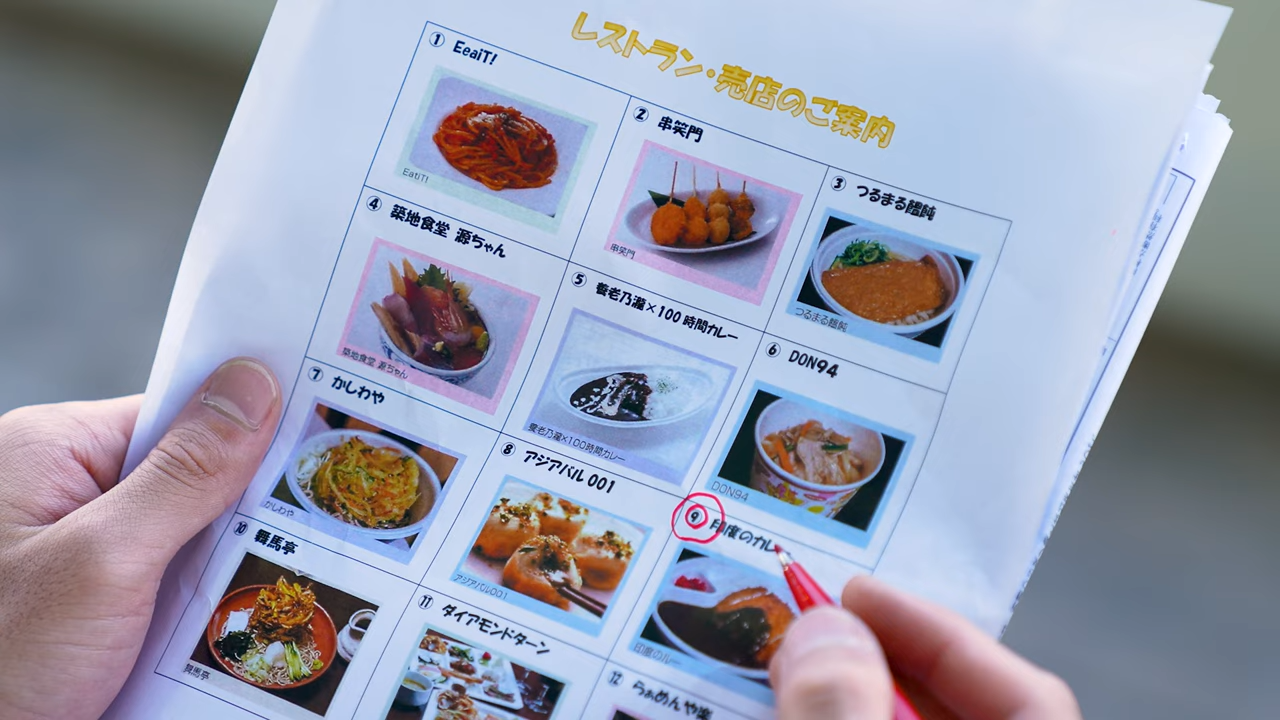 レストラン・売店のご案内
① EeaiT!
EatiT!
② 串笑門
串笑門
③ つるまる饂飩
つるまる饂飩
④ 築地食堂 源ちゃん
築地食堂 源ちゃん
⑤ 養老乃瀧×100時間カレー
養老乃瀧×100時間カレー
⑥ DON94
DON94
⑦ かしわや
かしわや
⑧ アジアバル 001
アジアバル001
⑨ 印度のカレ
印度のルー
⑩ 舞馬亭
舞馬亭
⑪ ダイアモンドターン
⑫ らぁめんや楽